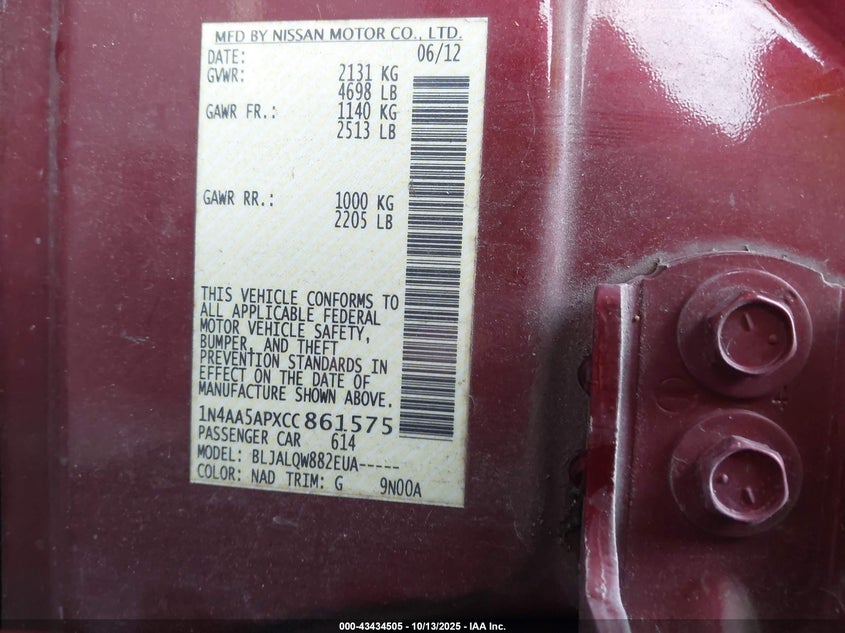 MFD BY NISSAN MOTOR CO., LTD.
DATE: 06/12
GVWR: 2131 KG
4698 LB
GAWR FR.: 1140 KG
2513 LB
GAWR RR.: 1000 KG
2205 LB
THIS VEHICLE CONFORMS TO
ALL APPLICABLE FEDERAL
MOTOR VEHICLE SAFETY,
BUMPER, AND THEFT
PREVENTION STANDARDS IN
EFFECT ON THE DATE OF
MANUFACTURE SHOWN ABOVE.
1N4AA5APXCC861575
PASSENGER CAR 614
MODEL: BLJALQW882EUA-----
COLOR: NAD TRIM: G 9N00A
4
000-43434505 - 10/13/2025 - IAA Inc.